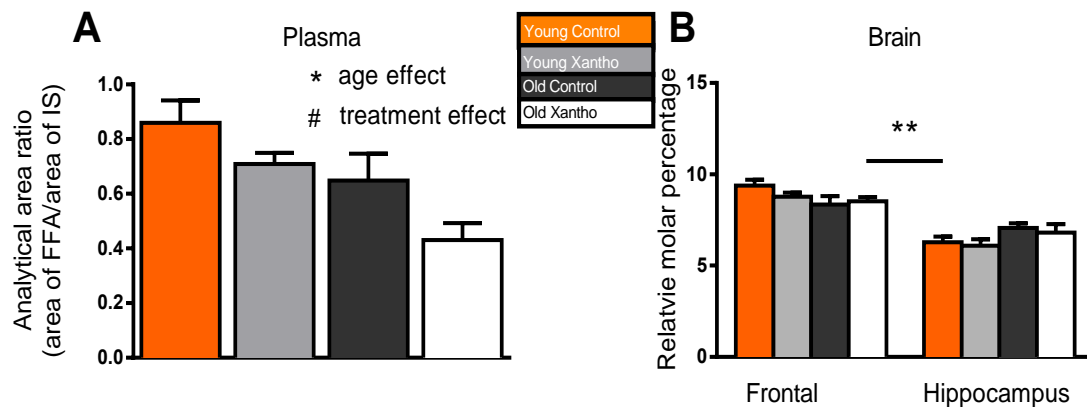 A
Plasma
* age effect
# treatment effect
Analytical area ratio
(area of FFA/area of IS)
1.0
0.8
0.6
0.4
0.2
0.0
Young Control
Young Xantho
Old Control
Old Xantho
B
Brain
Relatvie molar percentage
15
10
5
0
**
Frontal
Hippocampus